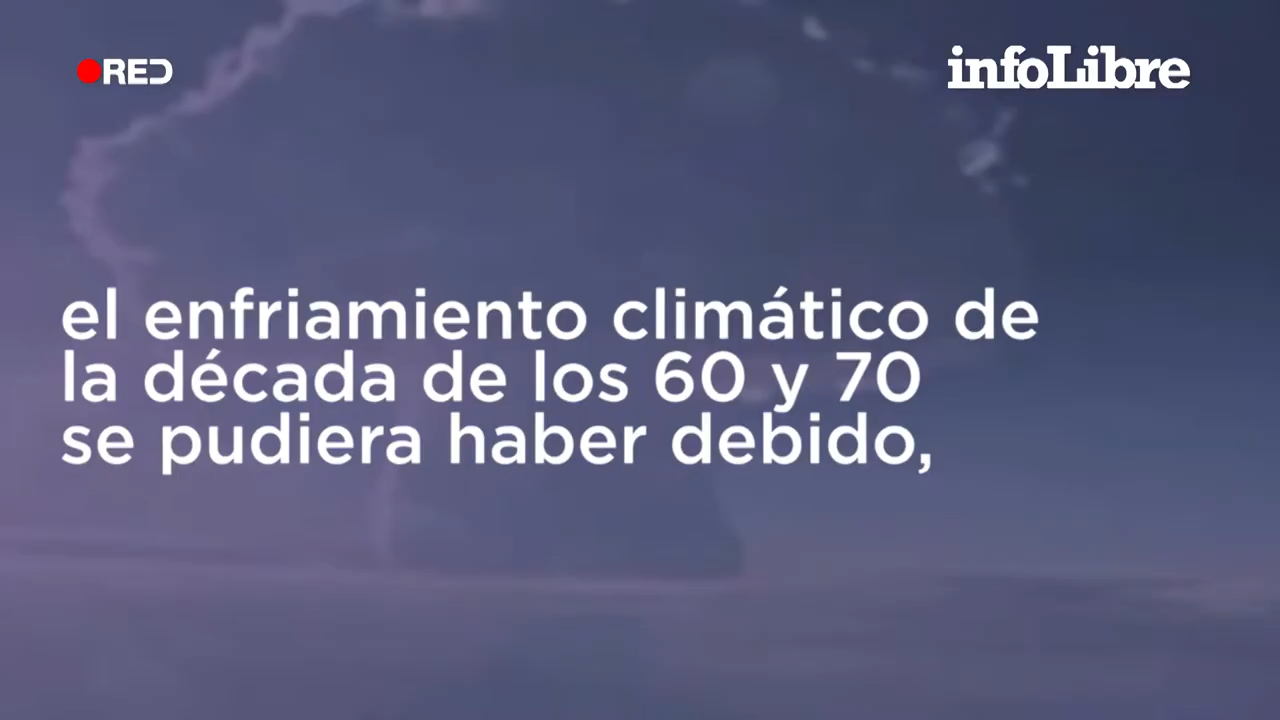 RED
infoLibre
el enfriamiento climático de
la década de los 60 y 70
se pudiera haber debido,